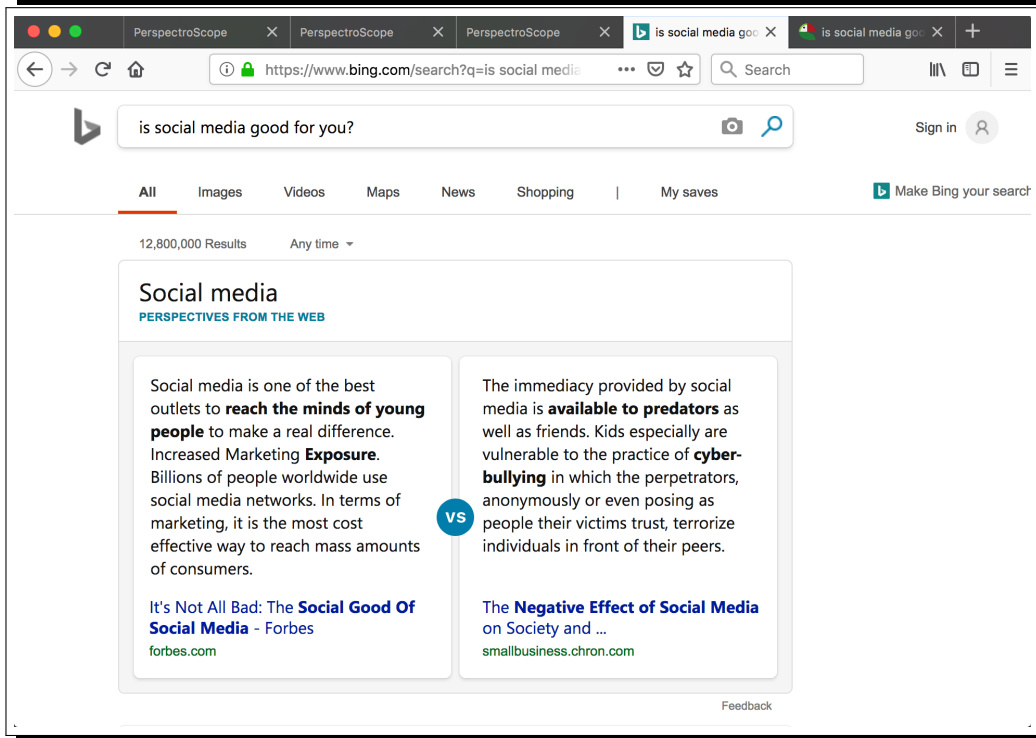 PerspectroScope PerspectroScope PerspectroScope is social media goo is social media goo
https://www.bing.com/search?q=is social media Search
is social media good for you? Sign in
All Images Videos Maps News Shopping | My saves Make Bing your search
12,800,000 Results Any time
Social media
PERSPECTIVES FROM THE WEB
Social media is one of the best
outlets to reach the minds of young
people to make a real difference.
Increased Marketing Exposure.
Billions of people worldwide use
social media networks. In terms of
marketing, it is the most cost
effective way to reach mass amounts
of consumers.
It's Not All Bad: The Social Good Of
Social Media - Forbes
forbes.com
vs
The immediacy provided by social
media is available to predators as
well as friends. Kids especially are
vulnerable to the practice of cyber-
bullying in which the perpetrators,
anonymously or even posing as
people their victims trust, terrorize
individuals in front of their peers.
The Negative Effect of Social Media
on Society and ...
smallbusiness.chron.com
Feedback